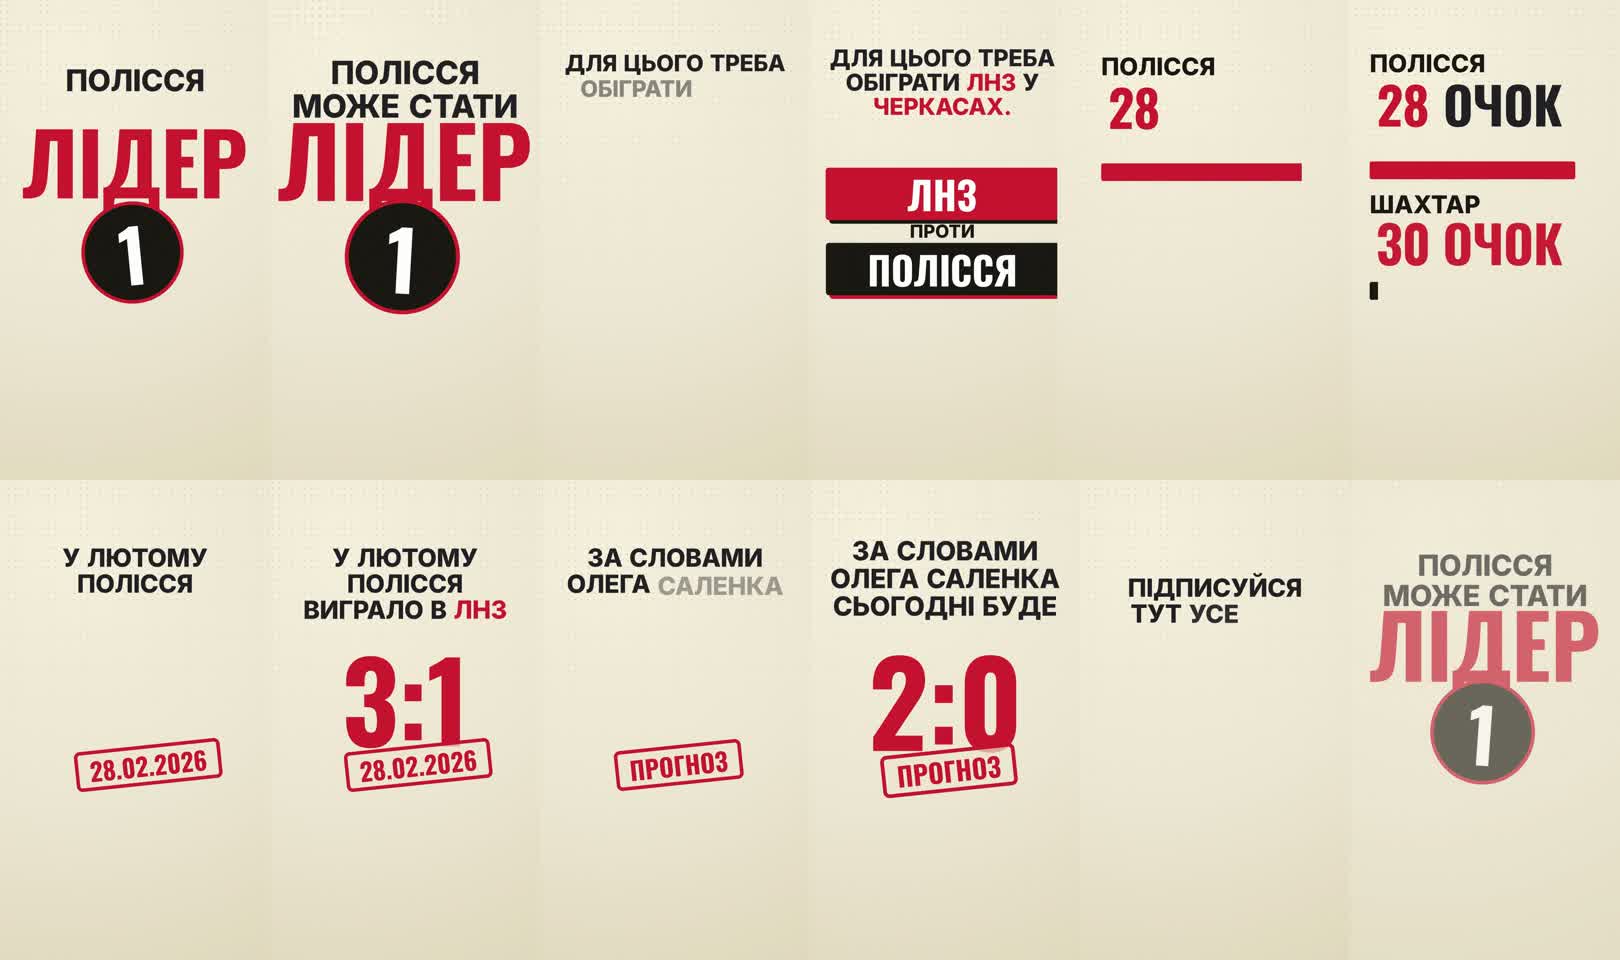 ПОЛІССЯ
ЛІДЕР
1
ПОЛІССЯ
МОЖЕ СТАТИ
ЛІДЕР
1
ДЛЯ ЦЬОГО ТРЕБА
ОБІГРАТИ
ДЛЯ ЦЬОГО ТРЕБА
ОБІГРАТИ ЛНЗ У
ЧЕРКАСАХ.
ЛНЗ
ПРОТИ
ПОЛІССЯ
ПОЛІССЯ
28
ПОЛІССЯ
28 ОЧОК
ШАХТАР
30 ОЧОК
У ЛЮТОМУ
ПОЛІССЯ
28.02.2026
У ЛЮТОМУ
ПОЛІССЯ
ВИГРАЛО В ЛНЗ
3:1
28.02.2026
ЗА СЛОВАМИ
ОЛЕГА САЛЕНКА
ПРОГНОЗ
ЗА СЛОВАМИ
ОЛЕГА САЛЕНКА
СЬОГОДНІ БУДЕ
2:0
ПРОГНОЗ
ПІДПИСУЙСЯ
ТУТ УСЕ
ПОЛІССЯ
МОЖЕ СТАТИ
ЛІДЕР
1